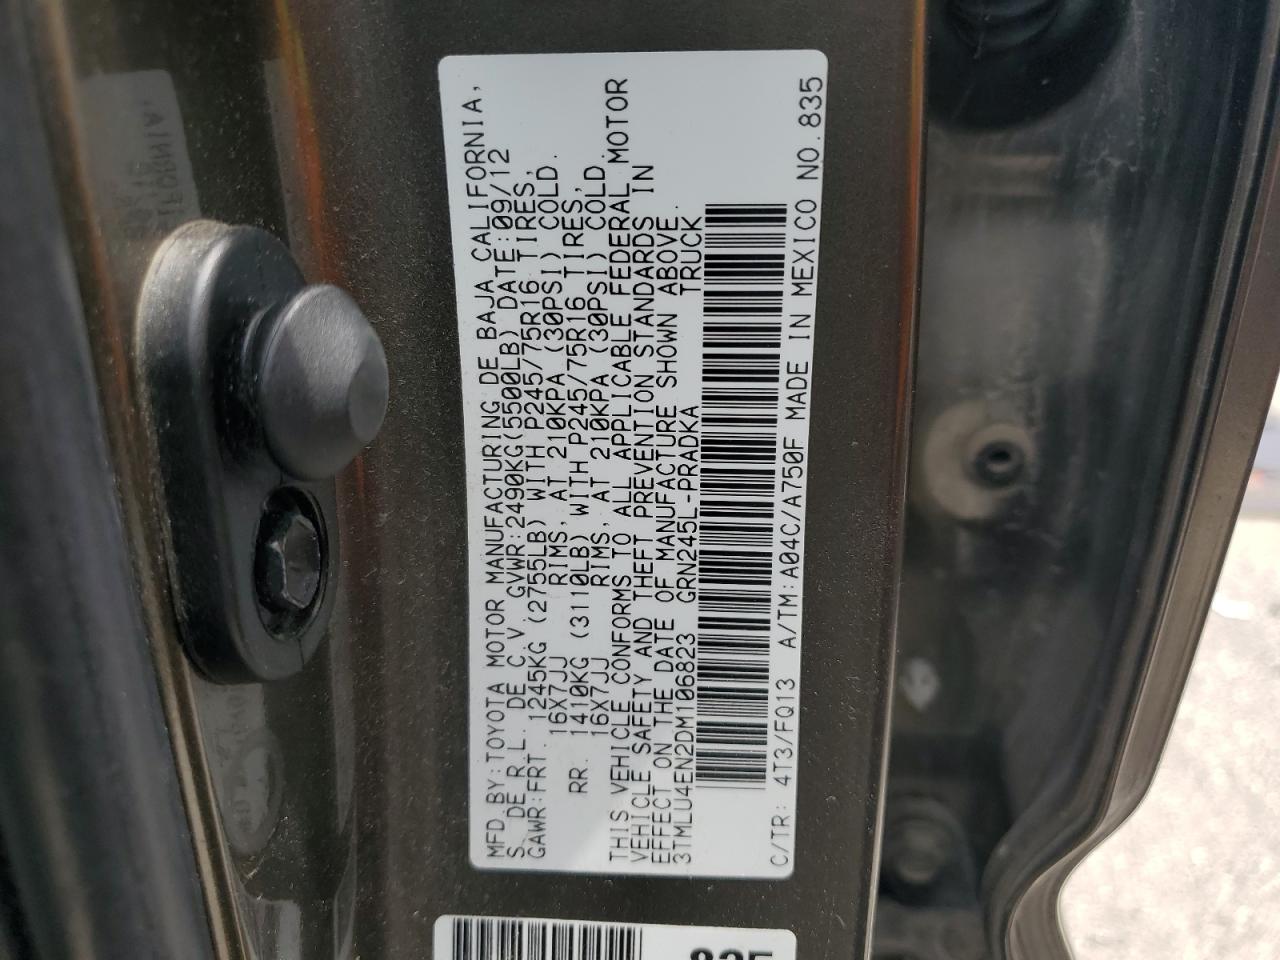 MFD.BY:TOYOTA MOTOR MANUFACTURING DE BAJA CALIFORNIA,
S. DE R.L. DE C.V. GVWR:2490KG(5500LB) DATE:09/12
GAWR:FRT. 1245KG (2755LB) WITH P245/75R16 TIRES,
16X7JJ RIMS, AT 210KPA (30PSI) COLD.
RR. 1410KG (3110LB) WITH P245/75R16 TIRES,
16X7JJ RIMS, AT 210KPA (30PSI) COLD.
THIS VEHICLE CONFORMS TO ALL APPLICABLE FEDERAL MOTOR
VEHICLE SAFETY AND THEFT PREVENTION STANDARDS IN
EFFECT ON THE DATE OF MANUFACTURE SHOWN ABOVE.
3TMLU4EN2DM106823 GRN245L-PRADKA TRUCK
C/TR: 4T3/FQ13 A/TM:A04C/A750F MADE IN MEXICO NO.835